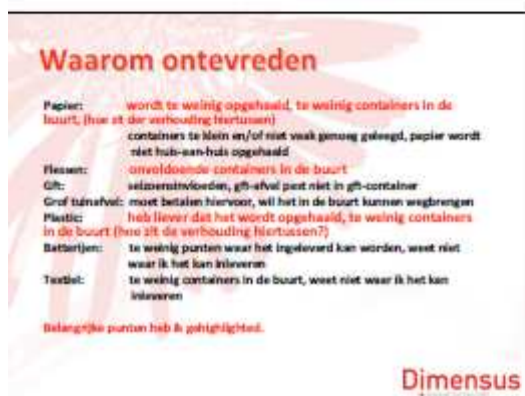 Waarom ontevreden
Papier: wordt te weinig opgehaald, te weinig containers in de
buurt, (hoe zit der verhouding hiertussen)
containers te klein en/of niet vaak genoeg geleegd, papier wordt
niet huis-aan-huis opgehaald
Flessen: onvoldoende containers in de buurt
Gft: seizoensinvloeden, gft-afval past niet in gft-container
Grof tuinafval: moet betalen hiervoor, wil het in de buurt kunnen wegbrengen
Plastic: heb liever dat het wordt opgehaald, te weinig containers
in de buurt (hoe zit de verhouding hiertussen?)
Batterijen: te weinig punten waar het ingeleverd kan worden, weet niet
waar ik het kan inleveren
Textiel: te weinig containers in de buurt, weet niet waar ik het kan
inleveren
Belangrijke punten heb ik gehighlighted.
Dimensus